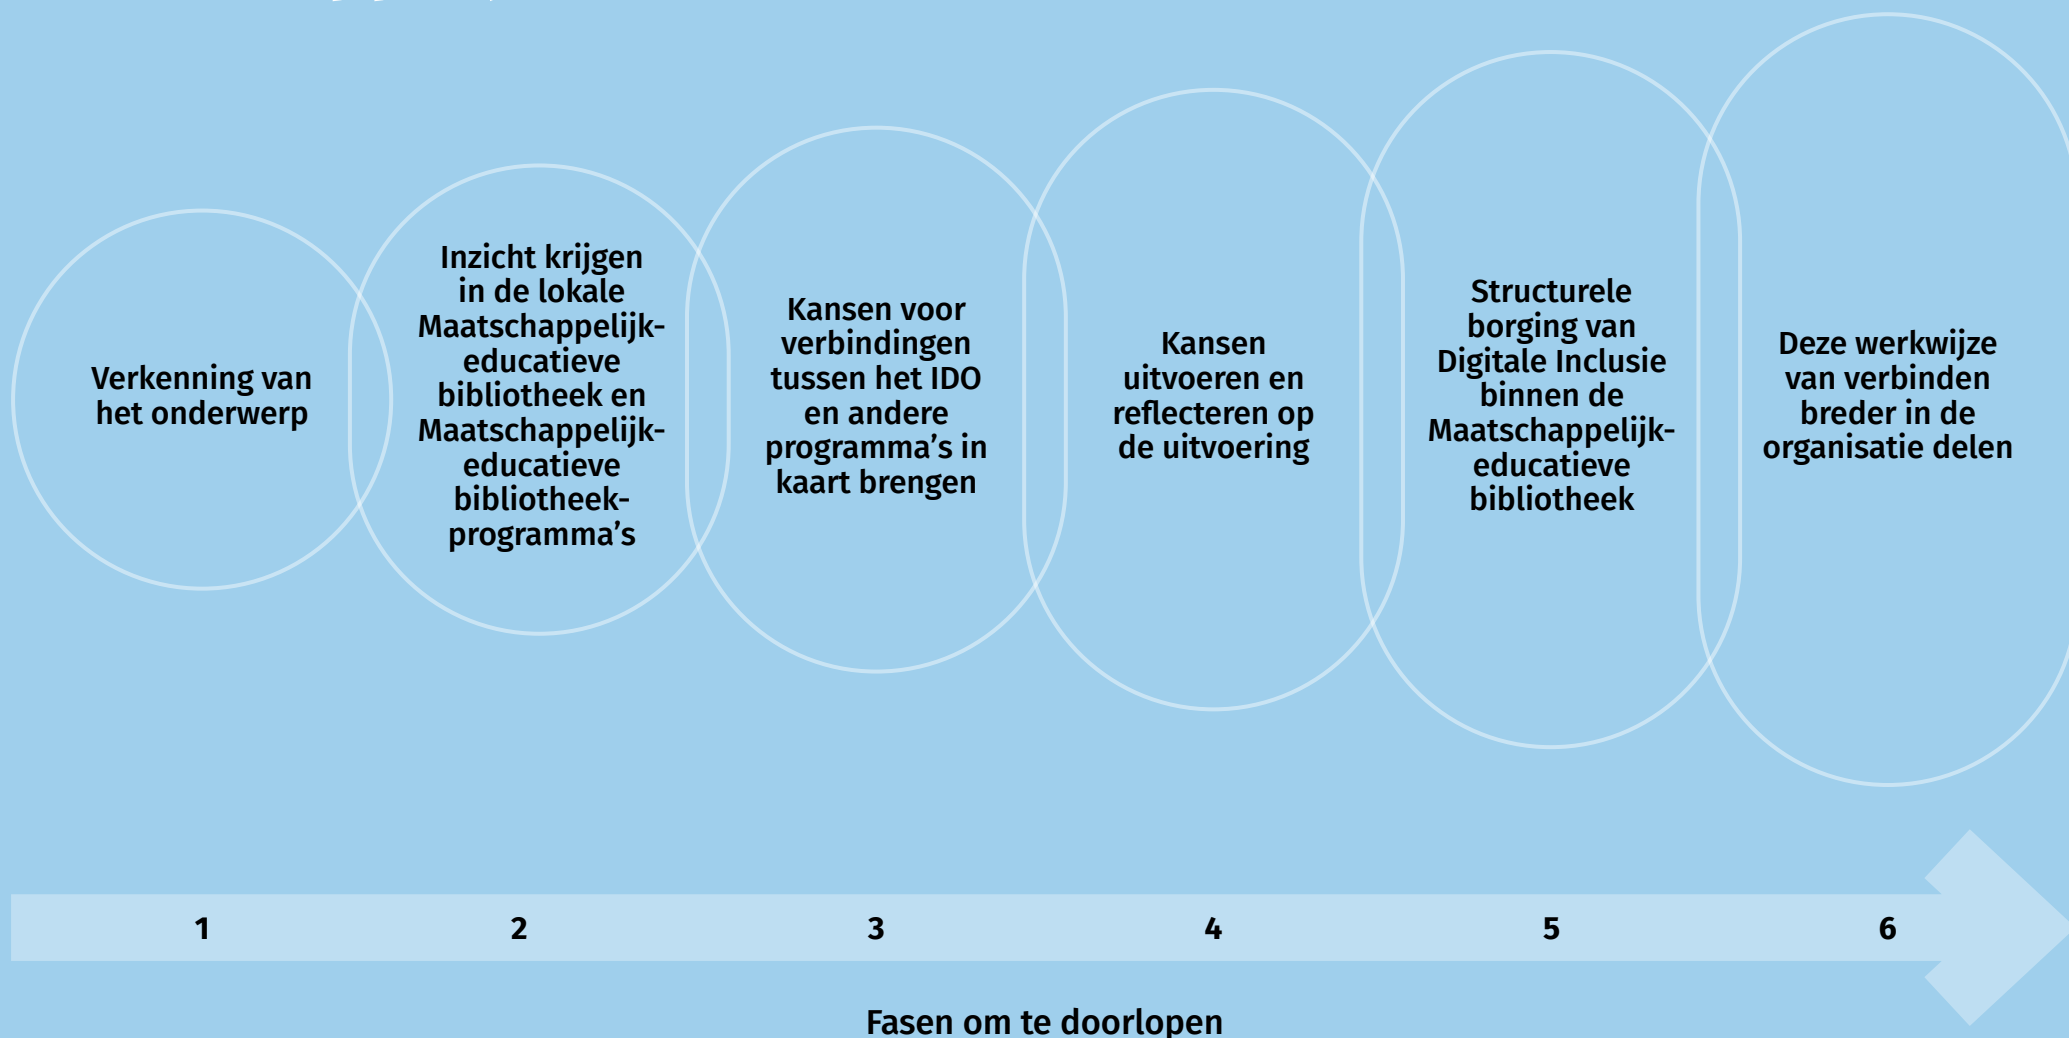 Verkenning van
het onderwerp
Inzicht krijgen
in de lokale
Maatschappelijk-
educatieve
bibliotheek en
Maatschappelijk-
educatieve
bibliotheek-
programma’s
Kansen voor
verbindingen
tussen het IDO
en andere
programma’s in
kaart brengen
Kansen
uitvoeren en
reflecteren op
de uitvoering
Structurele
borging van
Digitale Inclusie
binnen de
Maatschappelijk-
educatieve
bibliotheek
Deze werkwijze
van verbinden
breder in de
organisatie delen
1 2 3 4 5 6
Fasen om te doorlopen